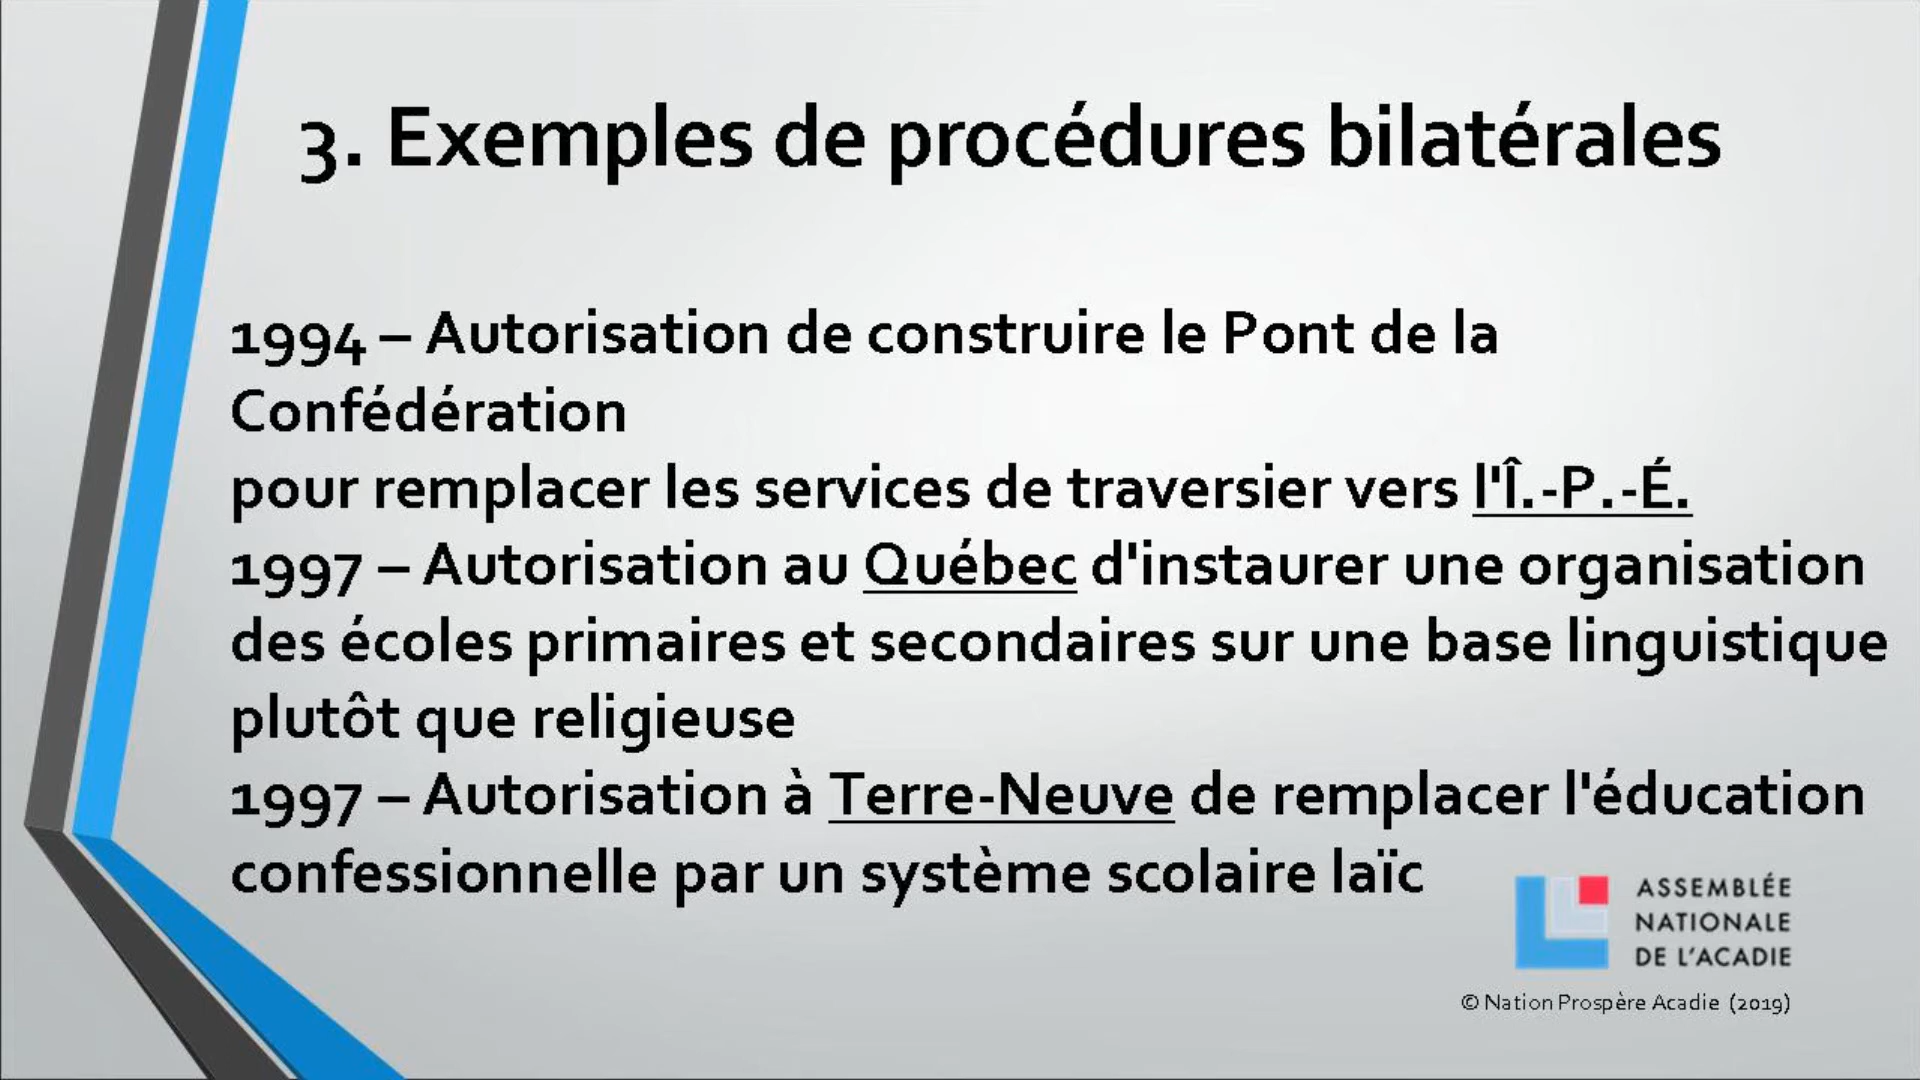 3. Exemples de procédures bilatérales
1994 – Autorisation de construire le Pont de la
Confédération
pour remplacer les services de traversier vers l'Î.-P.-É.
1997 – Autorisation au Québec d'instaurer une organisation
des écoles primaires et secondaires sur une base linguistique
plutôt que religieuse
1997 – Autorisation à Terre-Neuve de remplacer l'éducation
confessionnelle par un système scolaire laïc
ASSEMBLÉE
NATIONALE
DE L'ACADIE
© Nation Prospère Acadie (2019)